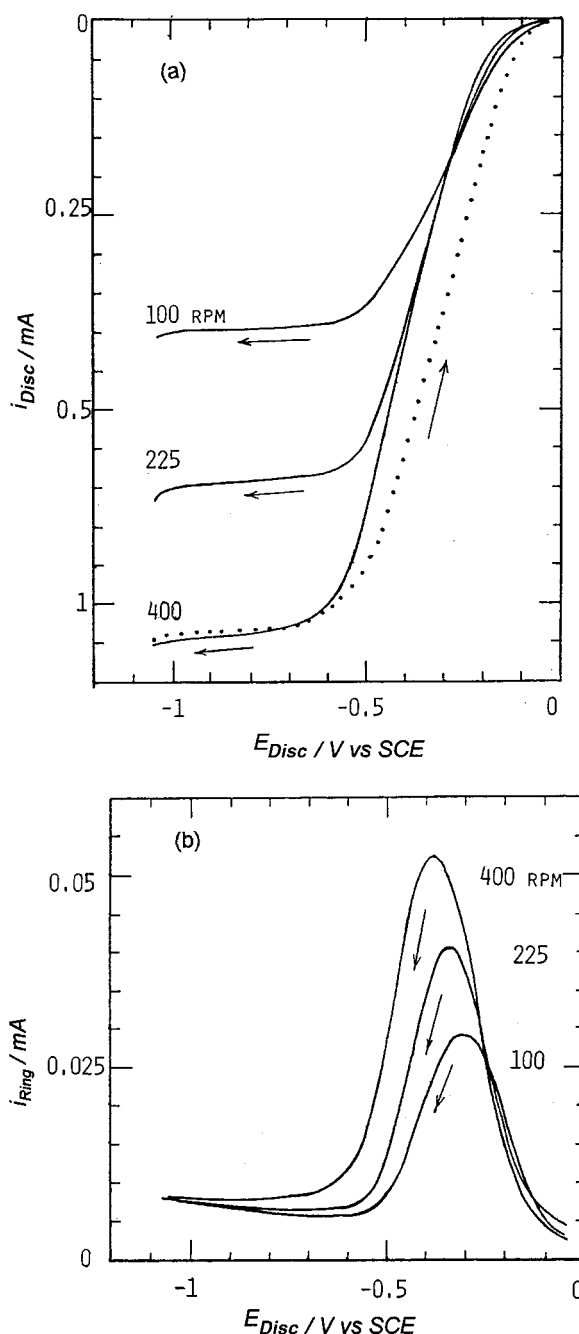 (a)
0
0.25
0.5
1
i_Disc / mA
100 RPM
225
400
-1
-0.5
0
E_Disc / V vs SCE
(b)
0.05
0.025
0
i_Ring / mA
400 RPM
225
100
-1
-0.5
0
E_Disc / V vs SCE